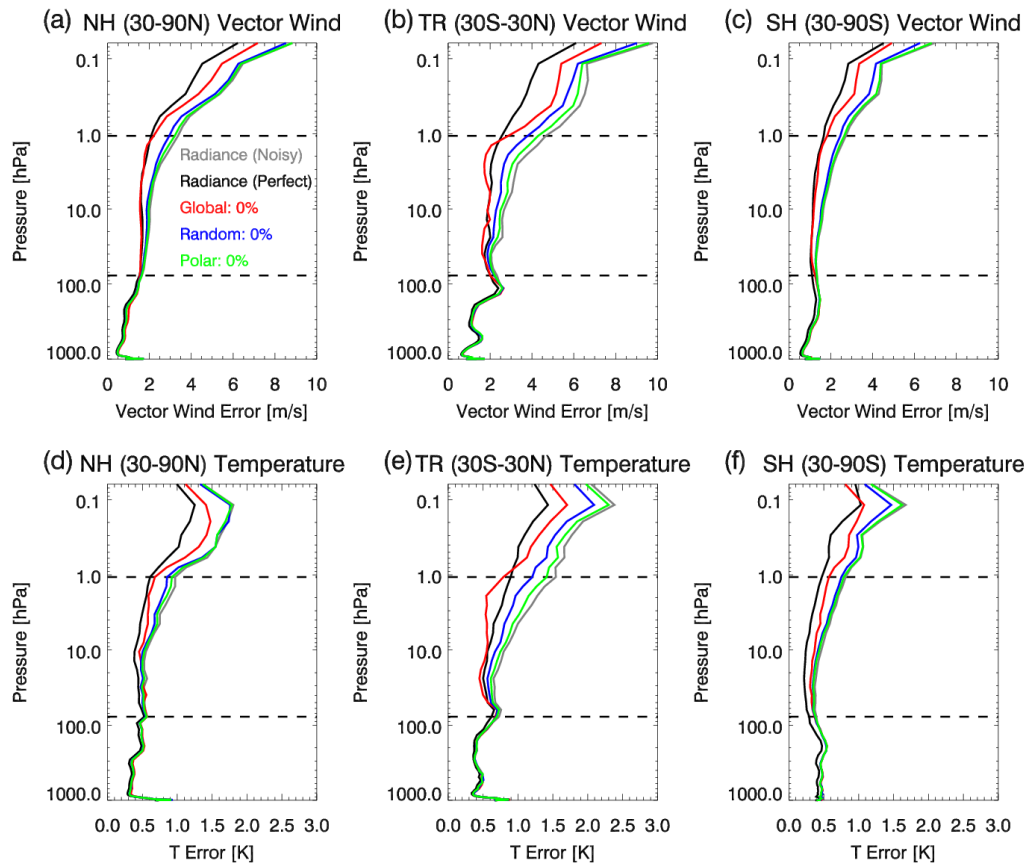 (a) NH (30-90N) Vector Wind
(b) TR (30S-30N) Vector Wind
(c) SH (30-90S) Vector Wind
Pressure [hPa]
0.1
1.0
10.0
100.0
1000.0
Radiance (Noisy)
Radiance (Perfect)
Global: 0%
Random: 0%
Polar: 0%
0 2 4 6 8 10
Vector Wind Error [m/s]
Pressure [hPa]
0.1
1.0
10.0
100.0
1000.0
0 2 4 6 8 10
Vector Wind Error [m/s]
Pressure [hPa]
0.1
1.0
10.0
100.0
1000.0
0 2 4 6 8 10
Vector Wind Error [m/s]
(d) NH (30-90N) Temperature
(e) TR (30S-30N) Temperature
(f) SH (30-90S) Temperature
Pressure [hPa]
0.1
1.0
10.0
100.0
1000.0
0.0 0.5 1.0 1.5 2.0 2.5 3.0
T Error [K]
Pressure [hPa]
0.1
1.0
10.0
100.0
1000.0
0.0 0.5 1.0 1.5 2.0 2.5 3.0
T Error [K]
Pressure [hPa]
0.1
1.0
10.0
100.0
1000.0
0.0 0.5 1.0 1.5 2.0 2.5 3.0
T Error [K]